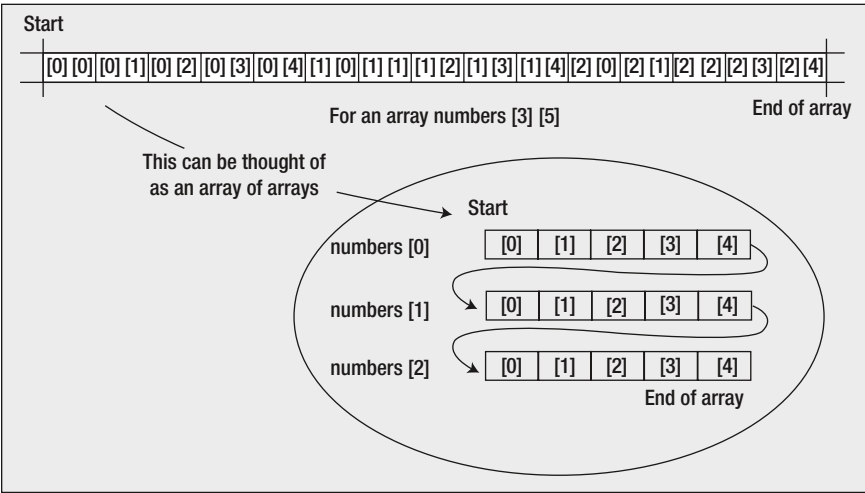 Start
[0] [0] [0] [1] [0] [2] [0] [3] [0] [4] [1] [0] [1] [1] [1] [2] [1] [3] [1] [4] [2] [0] [2] [1] [2] [2] [2] [3] [2] [4]
For an array numbers [3] [5]
End of array
This can be thought of
as an array of arrays
Start
numbers [0] [0] [1] [2] [3] [4]
numbers [1] [0] [1] [2] [3] [4]
numbers [2] [0] [1] [2] [3] [4]
End of array